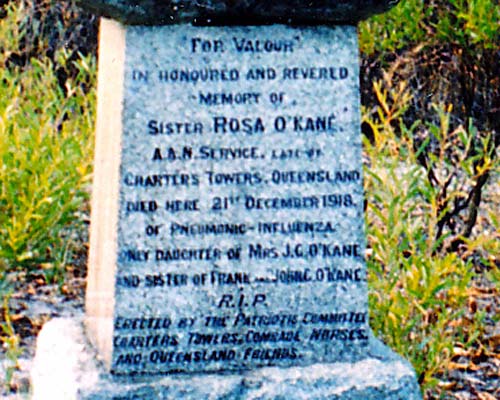 "FOR VALOUR"
IN HONOURED AND REVERED
MEMORY OF
SISTER ROSA O'KANE.
A.A.N. SERVICE. LATE OF
CHARTERS TOWERS, QUEENSLAND
DIED HERE 21ST DECEMBER 1918.
OF PNEUMONIC-INFLUENZA.
ONLY DAUGHTER OF MRS J.G. O'KANE
AND SISTER OF FRANK AND JOHN G. O'KANE.
R.I.P.
ERECTED BY THE PATRIOTIC COMMITTEE
CHARTERS TOWERS, COMRADE NURSES,
AND QUEENSLAND FRIENDS.